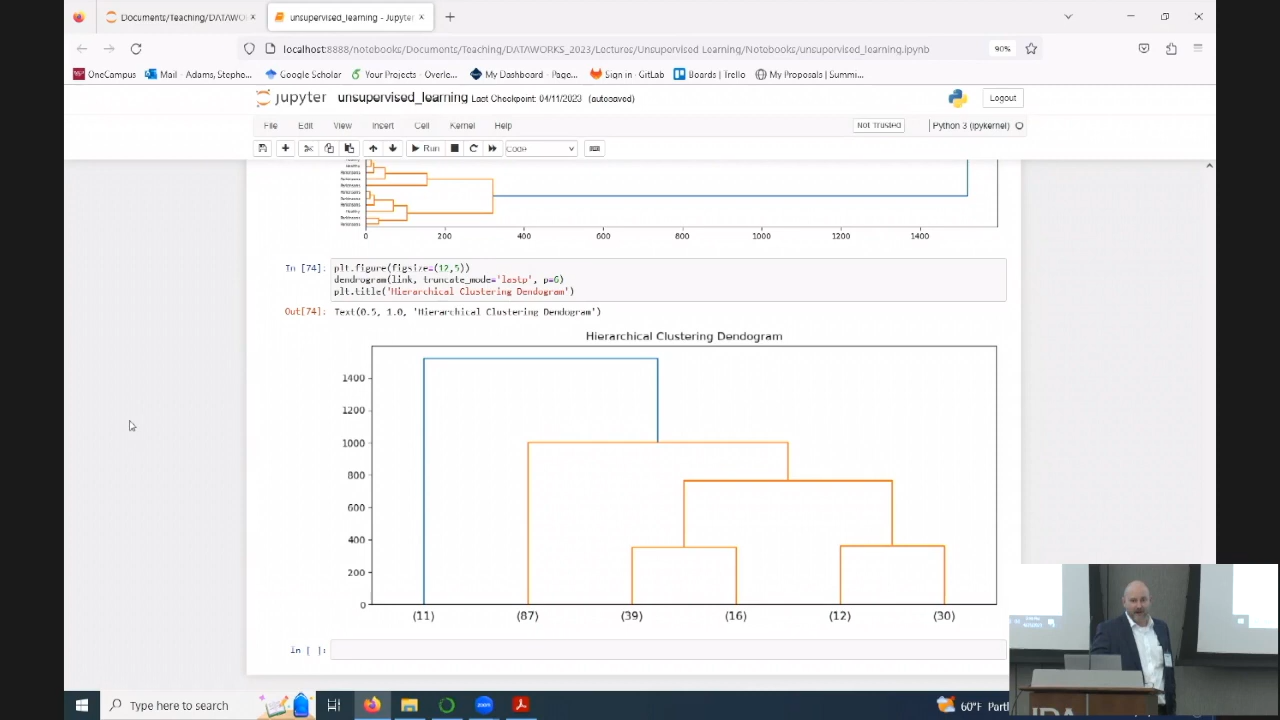 Documents/Teaching/DATAWO
unsupervised_learning - Jupyter
localhost:8888/notebooks/Documents/Teaching/DATAWORKS_2023/Lectures/Unsupervised Learning/Notebooks/unsupervised_learning.ipynb
90%
OneCampus
Mail - Adams, Stepho...
Google Scholar
Your Projects - Overle...
My Dashboard - Page...
Sign in · GitLab
Boards | Trello
My Proposals | Summi...
jupyter unsupervised_learning Last Checkpoint: 04/11/2023 (autosaved)
Logout
File Edit View Insert Cell Kernel Help
Not Trusted
Python 3 (ipykernel)
Run
Code
0 200 400 600 800 1000 1200 1400
In [74]: plt.figure(figsize=(12,5))
dendrogram(link, truncate_mode='lastp', p=6)
plt.title('Hierarchical Clustering Dendogram')
Out[74]: Text(0.5, 1.0, 'Hierarchical Clustering Dendogram')
Hierarchical Clustering Dendogram
1400
1200
1000
800
600
400
200
0
(11) (87) (39) (16) (12) (30)
In [ ]:
Type here to search
zoom
60°F Partl